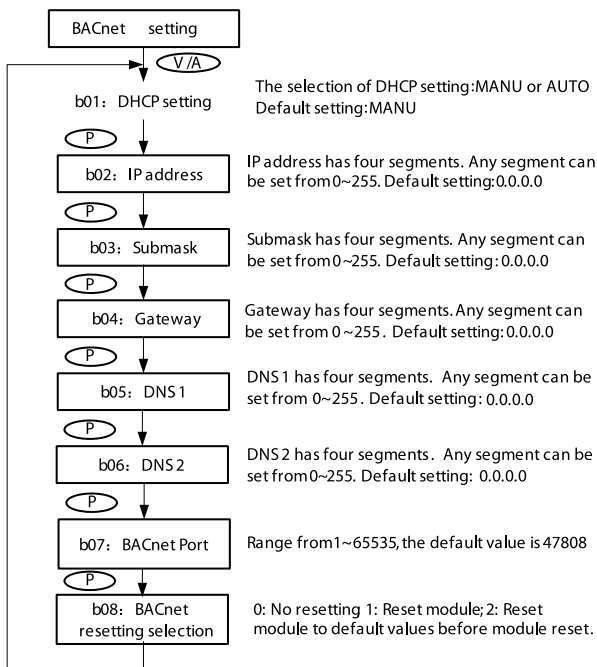 BACnet setting
V/A
b01: DHCP setting
The selection of DHCP setting:MANU or AUTO
Default setting:MANU
P
b02: IP address
IP address has four segments. Any segment can
be set from 0~255. Default setting:0.0.0.0
P
b03: Submask
Submask has four segments. Any segment can
be set from 0~255. Default setting: 0.0.0.0
P
b04: Gateway
Gateway has four segments. Any segment can
be set from 0~255. Default setting: 0.0.0.0
P
b05: DNS 1
DNS 1 has four segments. Any segment can be
set from 0~255. Default setting: 0.0.0.0
P
b06: DNS 2
DNS 2 has four segments. Any segment can be
set from 0~255. Default setting: 0.0.0.0
P
b07: BACnet Port
Range from 1~65535, the default value is 47808
P
b08: BACnet
resetting selection
0: No resetting 1: Reset module; 2: Reset
module to default values before module reset.